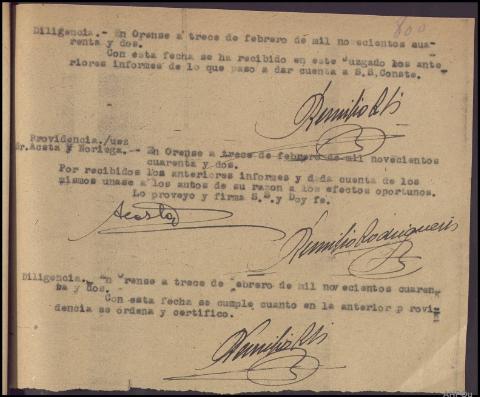 800
Diligencia.- En Orense a trece de febrero de mil novecientos cua-
renta y dos.
Con esta fecha se ha recibido en este Juzgado los ante-
riores informes de lo que paso a dar cuenta a S.S. Conste.
Providencia./uez
Sr. Acsta y Noriega.-- En Orense a trece de febrero de mil novecientos
cuarenta y dos.
Por recibidos los anteriores informes y dada cuenta de los
mismos unase a los autos de su razon a los efectos oportunos.
Lo proveyo y firma S.S. y Doy fe.
Acosta
Diligencia.- En Orense a trece de febrero de mil novecientos cuaren-
ta y dos.
Con esta fecha se cumple cuanto en la anterior provi-
dencia se ordena y certifico.